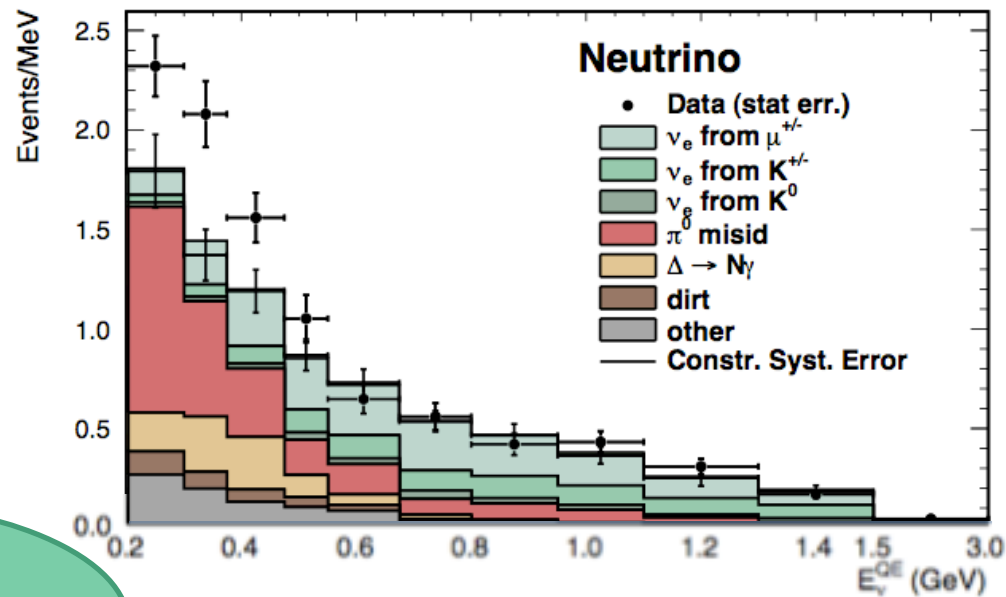 Events/MeV
2.5
2.0
1.5
1.0
0.5
0.0
Neutrino
Data (stat err.)
νₑ from μ⁺/⁻
νₑ from K⁺/⁻
νₑ from K⁰
π⁰ misid
Δ → Nγ
dirt
other
Constr. Syst. Error
0.2 0.4 0.6 0.8 1.0 1.2 1.4 1.5 3.0
E_ν^QE (GeV)